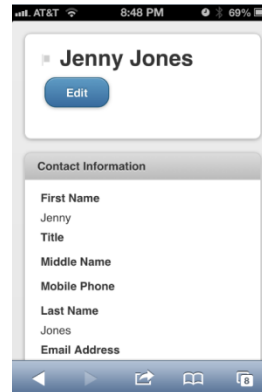 AT&T 8:48 PM 69%
Jenny Jones
Edit
Contact Information
First Name
Jenny
Title
Middle Name
Mobile Phone
Last Name
Jones
Email Address
8